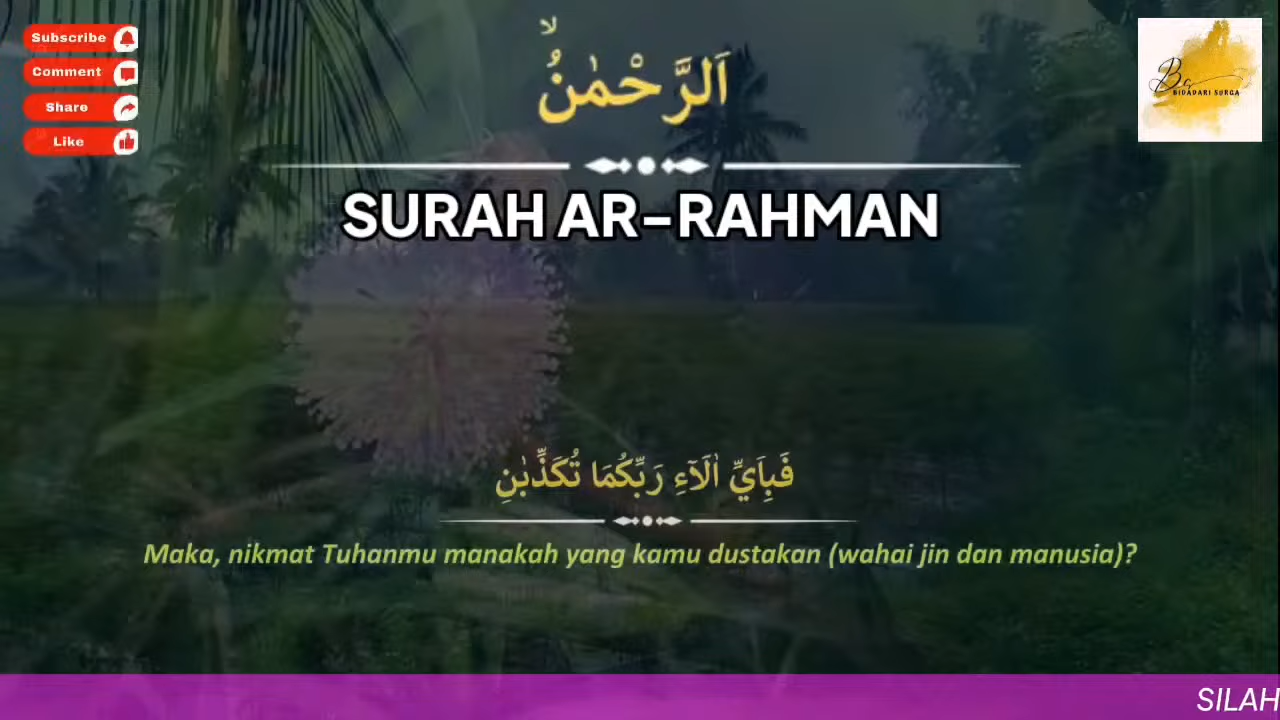 Subscribe
Comment
Share
Like
اَلرَّحْمٰنُۙ
SURAH AR-RAHMAN
Bs
BIDADARI SURGA
فَبِاَيِّ اٰلَاۤءِ رَبِّكُمَا تُكَذِّبٰنِ
Maka, nikmat Tuhanmu manakah yang kamu dustakan (wahai jin dan manusia)?
SILAH